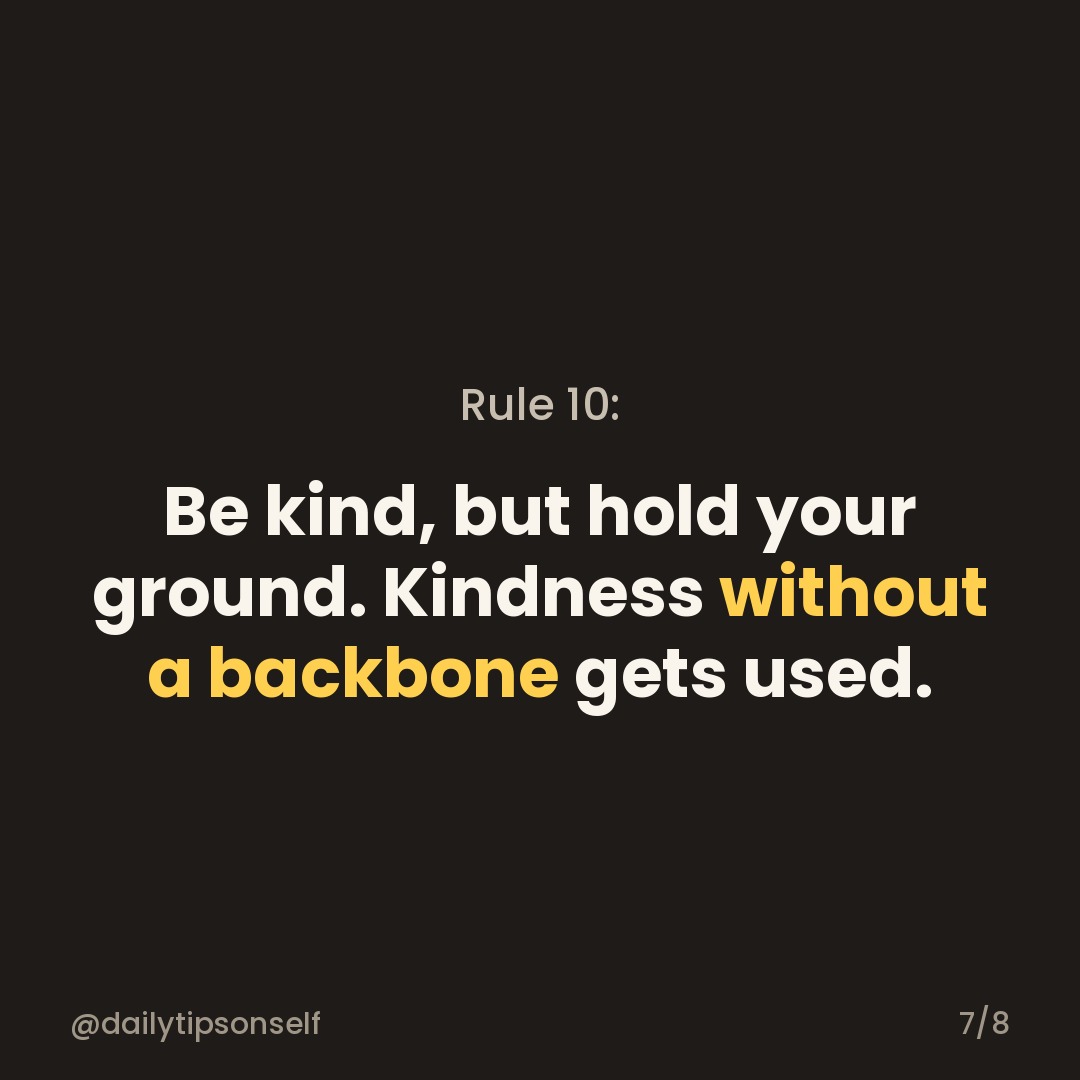 Rule 10:
Be kind, but hold your
ground. Kindness without
a backbone gets used.
@dailytipsonself
7/8